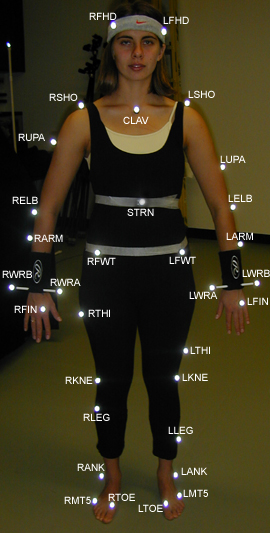 RFHD LFHD
RSHO LSHO
CLAV
RUPA
LUPA
RELB LELB
STRN
RARM LARM
RFWT LFWT
RWRB LWRB
RWRA LWRA
RFIN LFIN
RTHI
LTHI
RKNE LKNE
RLEG
LLEG
RANK LANK
RMT5 RTOE LMT5
LTOE